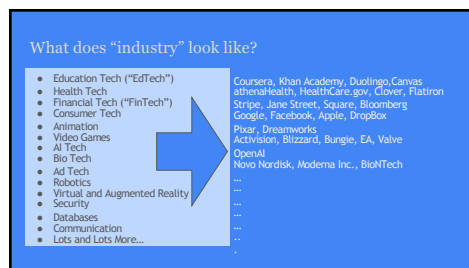 What does “industry” look like?
● Education Tech (“EdTech”)
● Health Tech
● Financial Tech (“FinTech”)
● Consumer Tech
● Animation
● Video Games
● AI Tech
● Bio Tech
● Ad Tech
● Robotics
● Virtual and Augmented Reality
● Security
● Databases
● Communication
● Lots and Lots More…
Coursera, Khan Academy, Duolingo,Canvas
athenaHealth, HealthCare.gov, Clover, Flatiron
Stripe, Jane Street, Square, Bloomberg
Google, Facebook, Apple, DropBox
Pixar, Dreamworks
Activision, Blizzard, Bungie, EA, Valve
OpenAI
Novo Nordisk, Moderna Inc., BioNTech
…
…
…
…
…
..
.